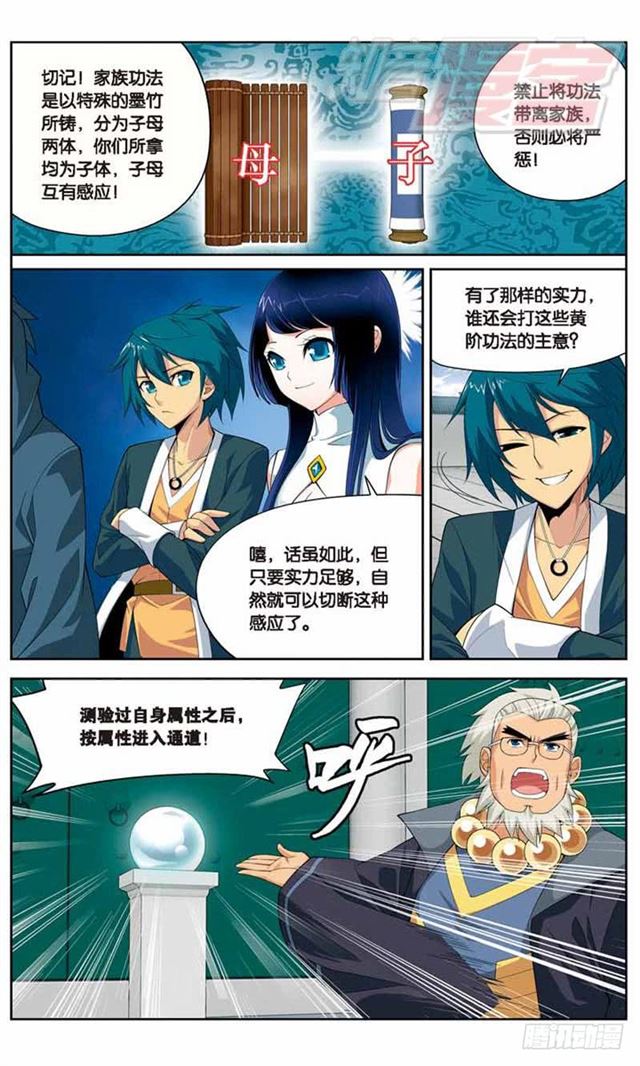 切记！家族功法
是以特殊的墨竹
所铸，分为子母
两体，你们所拿
均为子体，子母
互有感应！
母
子
禁止将功法
带离家族，
否则必将严
惩！
嘻，话虽如此，但
只要实力足够，自
然就可以切断这种
感应了。
有了那样的实力，
谁还会打这些黄
阶功法的主意？
测验过自身属性之后，
按属性进入通道！
呼
腾讯动漫